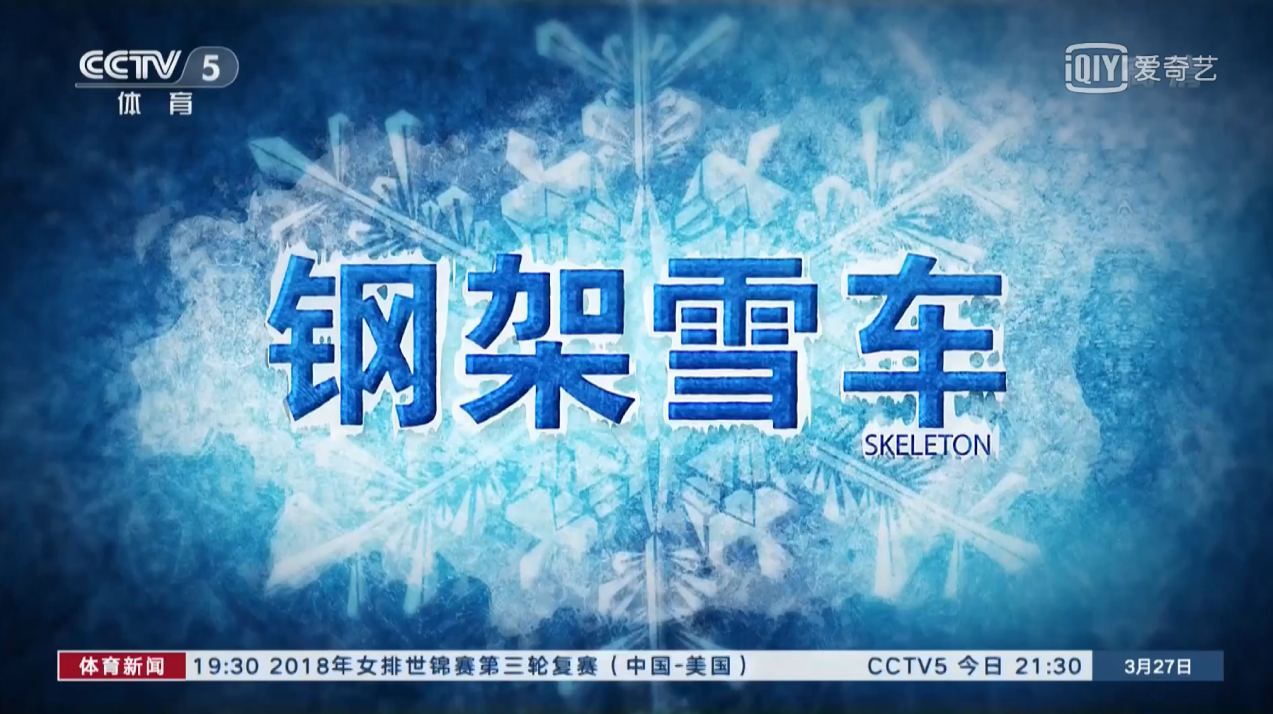 CCTV 5
体育
iQIYI 爱奇艺
钢架雪车
SKELETON
体育新闻 19:30 2018年女排世锦赛第三轮复赛（中国-美国） CCTV5 今日 21:30 3月27日